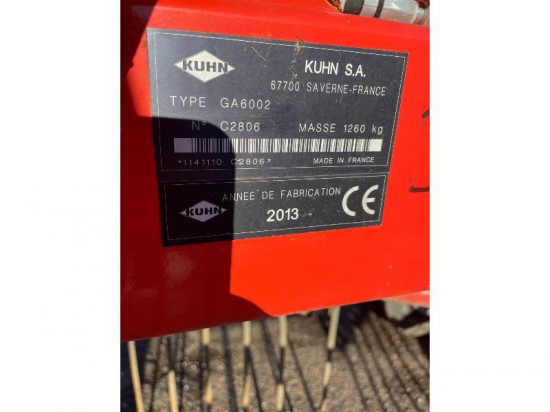 KUHN
KUHN S.A.
67700 SAVERNE-FRANCE
TYPE GA6002
N° C2806 MASSE 1260 kg
*1141110 C2806*
MADE IN FRANCE
KUHN
ANNEE DE FABRICATION
2013
CE